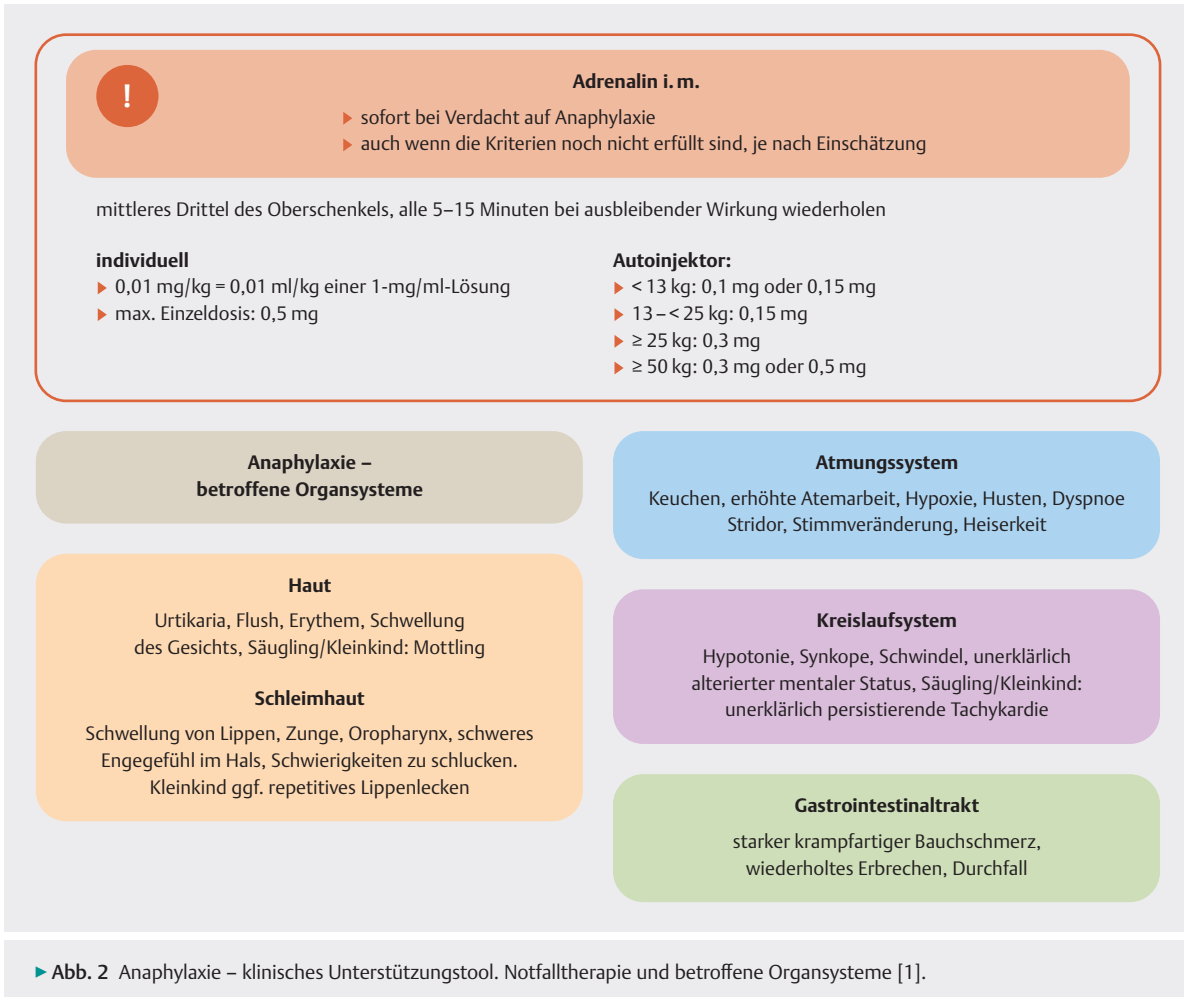 !
Adrenalin i. m.
▶ sofort bei Verdacht auf Anaphylaxie
▶ auch wenn die Kriterien noch nicht erfüllt sind, je nach Einschätzung
mittleres Drittel des Oberschenkels, alle 5–15 Minuten bei ausbleibender Wirkung wiederholen
individuell
▶ 0,01 mg/kg = 0,01 ml/kg einer 1-mg/ml-Lösung
▶ max. Einzeldosis: 0,5 mg
Autoinjektor:
▶ < 13 kg: 0,1 mg oder 0,15 mg
▶ 13 – < 25 kg: 0,15 mg
▶ ≥ 25 kg: 0,3 mg
▶ ≥ 50 kg: 0,3 mg oder 0,5 mg
Anaphylaxie –
betroffene Organsysteme
Haut
Urtikaria, Flush, Erythem, Schwellung
des Gesichts, Säugling/Kleinkind: Mottling
Schleimhaut
Schwellung von Lippen, Zunge, Oropharynx, schweres
Engegefühl im Hals, Schwierigkeiten zu schlucken.
Kleinkind ggf. repetitives Lippenlecken
Atmungssystem
Keuchen, erhöhte Atemarbeit, Hypoxie, Husten, Dyspnoe
Stridor, Stimmveränderung, Heiserkeit
Kreislaufsystem
Hypotonie, Synkope, Schwindel, unerklärlich
alterierter mentaler Status, Säugling/Kleinkind:
unerklärlich persistierende Tachykardie
Gastrointestinaltrakt
starker krampfartiger Bauchschmerz,
wiederholtes Erbrechen, Durchfall
▶ Abb. 2 Anaphylaxie – klinisches Unterstützungstool. Notfalltherapie und betroffene Organsysteme [1].